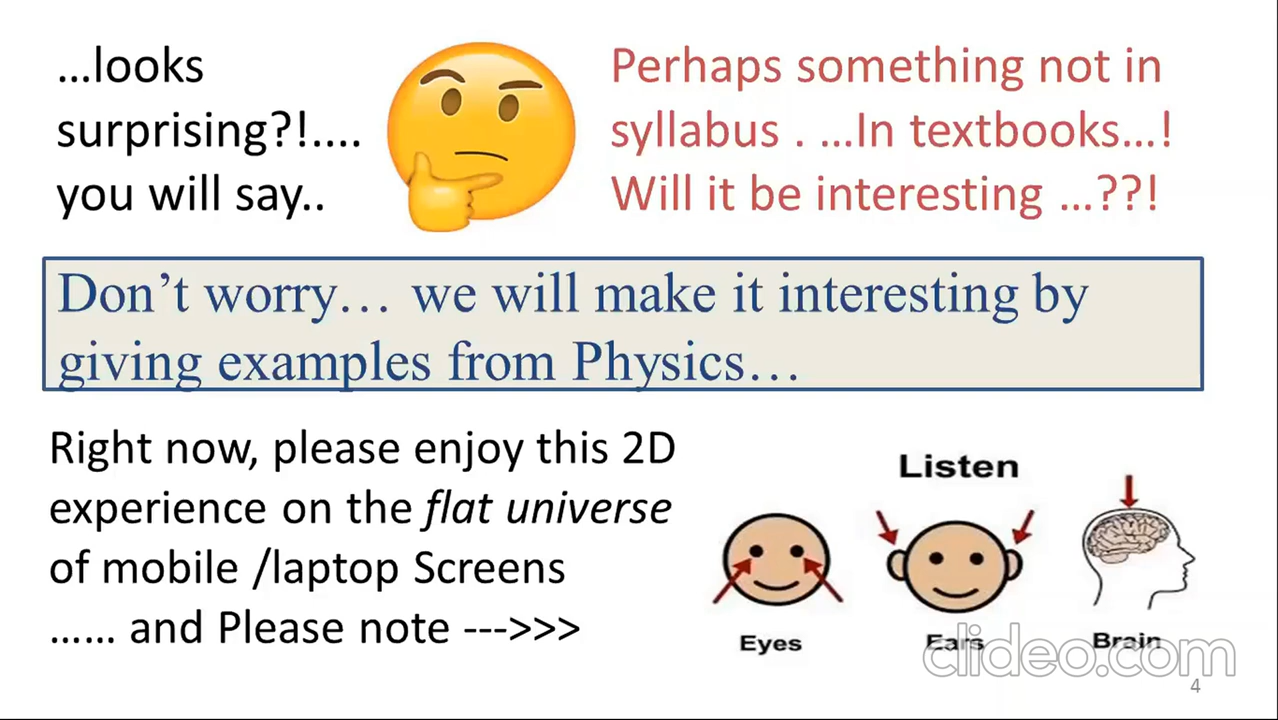 ...looks
surprising?!....
you will say..
Perhaps something not in
syllabus . ...In textbooks...!
Will it be interesting ...??!
Don't worry... we will make it interesting by
giving examples from Physics...
Right now, please enjoy this 2D
experience on the flat universe
of mobile /laptop Screens
...... and Please note --->>>
Listen
Eyes
Ears
Brain
clideo.com
4